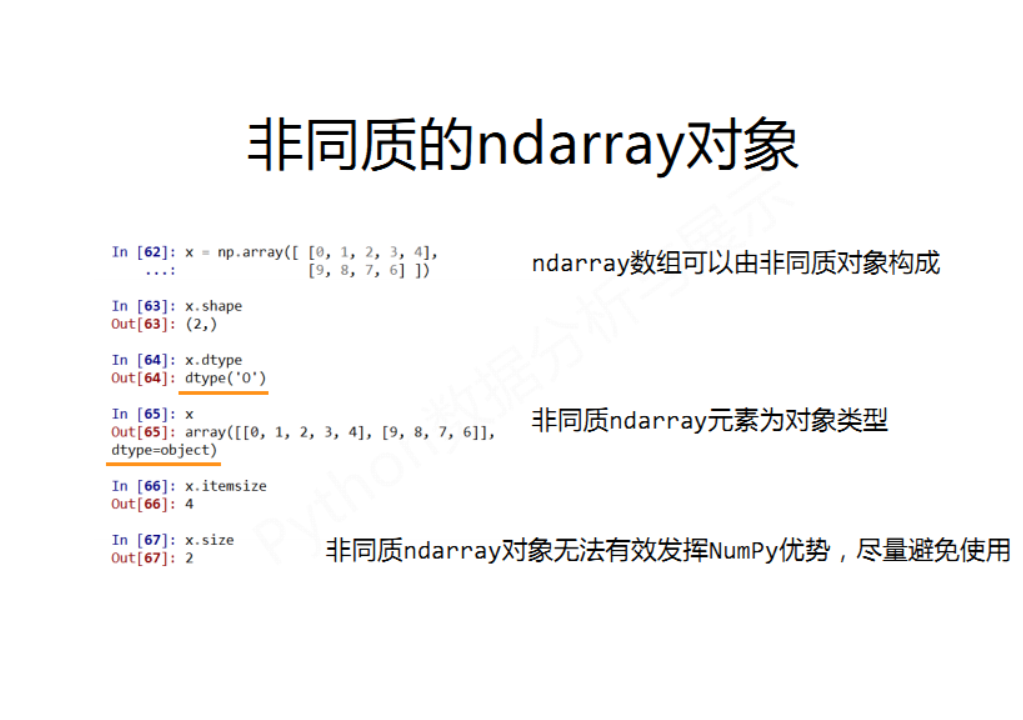 非同质的ndarray对象
In [62]: x = np.array([ [0, 1, 2, 3, 4],
...: [9, 8, 7, 6] ])
ndarray数组可以由非同质对象构成
In [63]: x.shape
Out[63]: (2,)
In [64]: x.dtype
Out[64]: dtype('O')
In [65]: x
Out[65]: array([[0, 1, 2, 3, 4], [9, 8, 7, 6]],
dtype=object)
非同质ndarray元素为对象类型
In [66]: x.itemsize
Out[66]: 4
In [67]: x.size
Out[67]: 2
非同质ndarray对象无法有效发挥NumPy优势，尽量避免使用
Python数据分析与展示